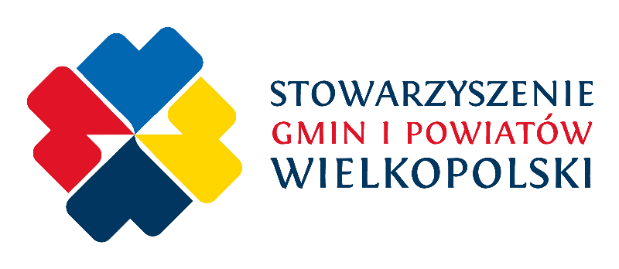 STOWARZYSZENIE
GMIN I POWIATÓW
WIELKOPOLSKI